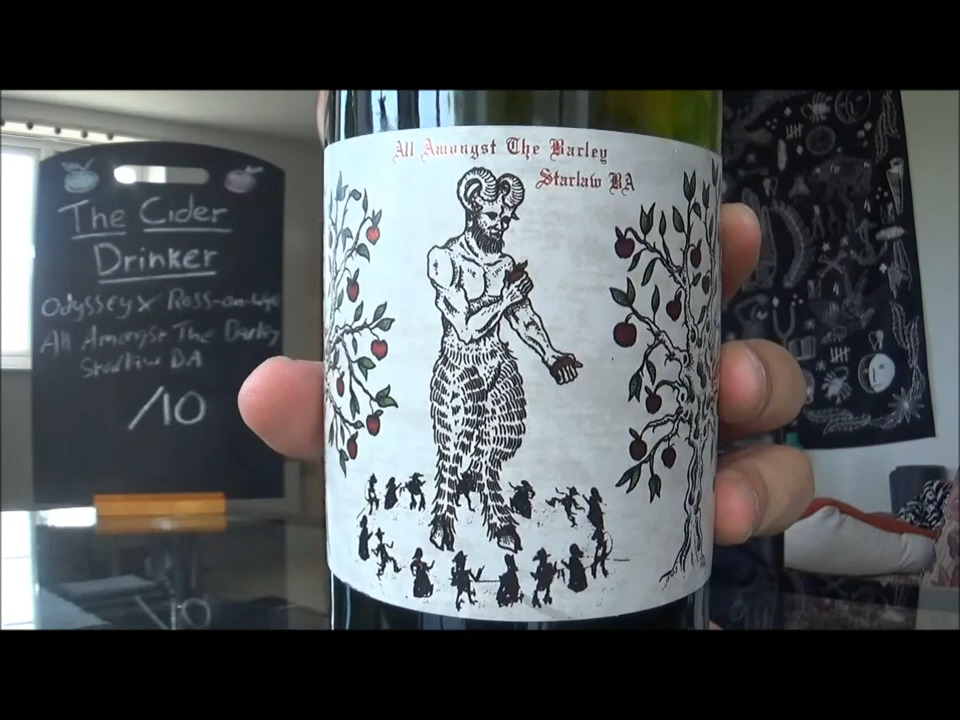 All Amongst The Barley
Starlaw BA
The Cider
Drinker
Odyssey x Ross-on-Wye
All Amongst The Barley
BA
/10